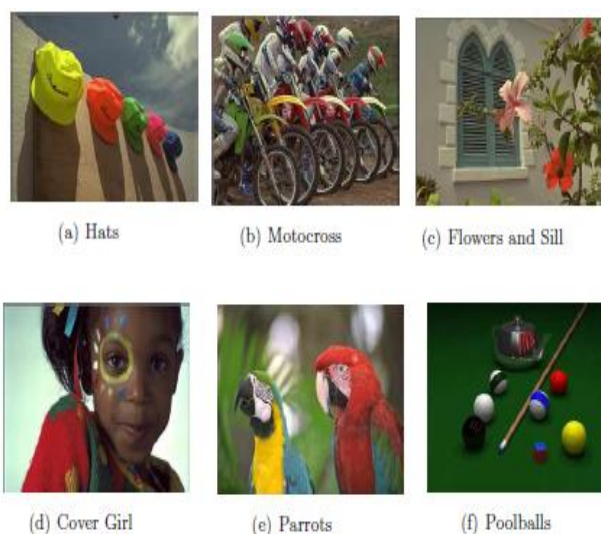 (a) Hats
(b) Motocross
(c) Flowers and Sill
(d) Cover Girl
(e) Parrots
(f) Poolballs